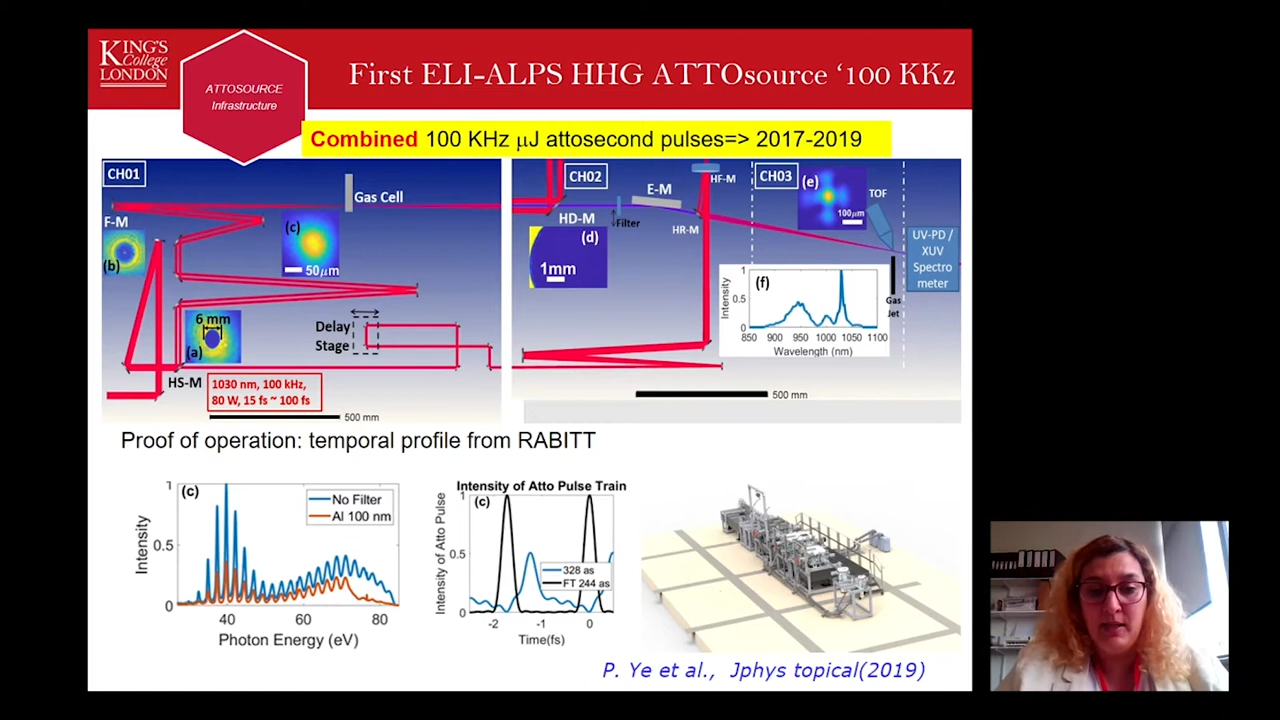 KING'S
College
LONDON
ATTOSOURCE
Infrastructure
First ELI-ALPS HHG ATTOsource ‘100 KKz
Combined 100 KHz μJ attosecond pulses=> 2017-2019
CH01
Gas Cell
F-M
(b)
(c)
50μm
6 mm
(a)
Delay
Stage
HS-M
1030 nm, 100 kHz,
80 W, 15 fs ~ 100 fs
500 mm
CH02
E-M
HF-M
HD-M
Filter
HR-M
(d)
1mm
CH03
(e)
100μm
TOF
UV-PD /
XUV
Spectro
meter
Gas
Jet
(f)
Intensity
1
0.5
0
850 900 950 1000 1050 1100
Wavelength (nm)
500 mm
Proof of operation: temporal profile from RABITT
(c)
No Filter
Al 100 nm
Intensity
1
0.5
0
40 60 80
Photon Energy (eV)
Intensity of Atto Pulse Train
(c)
Intensity of Atto Pulse
1
0.5
0
328 as
FT 244 as
-2 -1 0
Time(fs)
P. Ye et al., Jphys topical(2019)